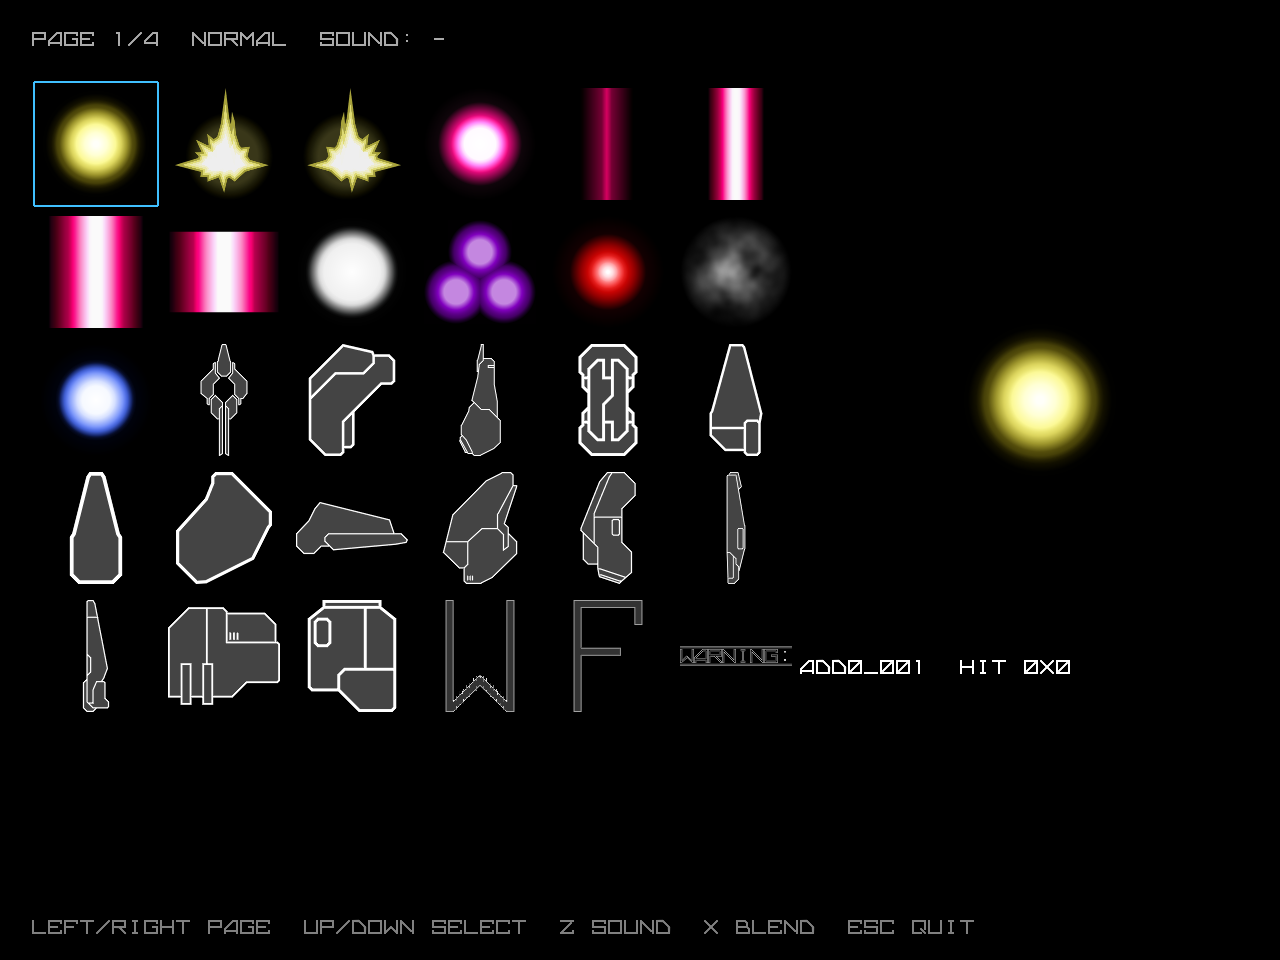 PAGE 1/4 NORMAL SOUND: -
W F WARNING:
ADD0_001 HIT 0X0
LEFT/RIGHT PAGE UP/DOWN SELECT Z SOUND X BLEND ESC QUIT